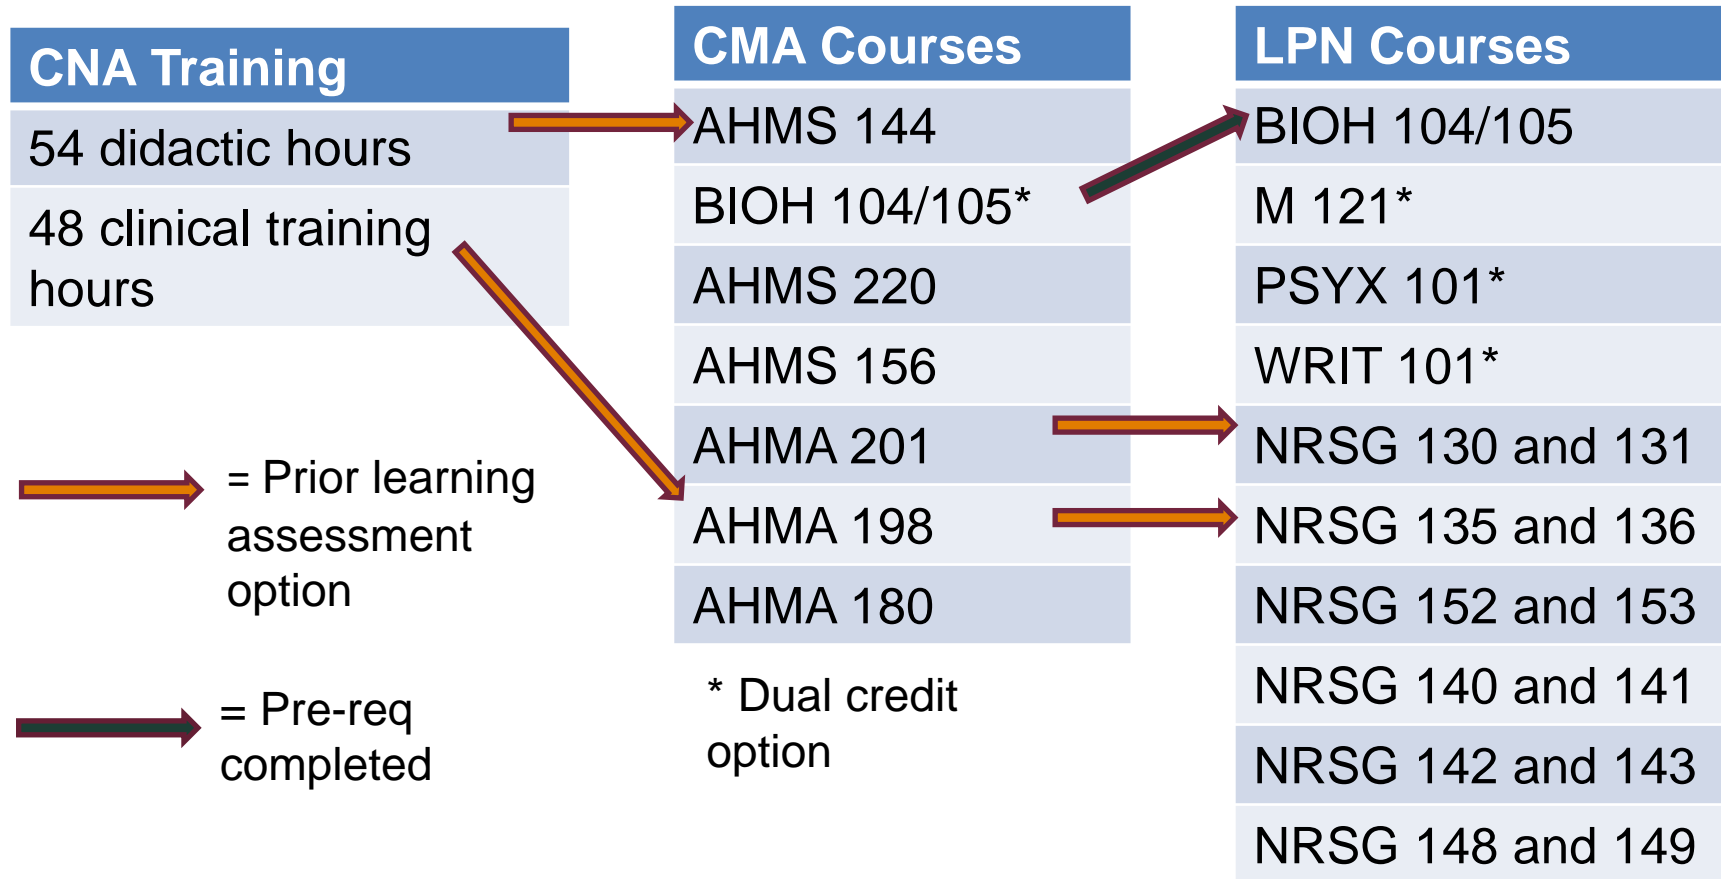 CNA Training
54 didactic hours
48 clinical training
hours
= Prior learning
assessment
option
= Pre-req
completed
CMA Courses
AHMS 144
BIOH 104/105*
AHMS 220
AHMS 156
AHMA 201
AHMA 198
AHMA 180
* Dual credit
option
LPN Courses
BIOH 104/105
M 121*
PSYX 101*
WRIT 101*
NRSG 130 and 131
NRSG 135 and 136
NRSG 152 and 153
NRSG 140 and 141
NRSG 142 and 143
NRSG 148 and 149